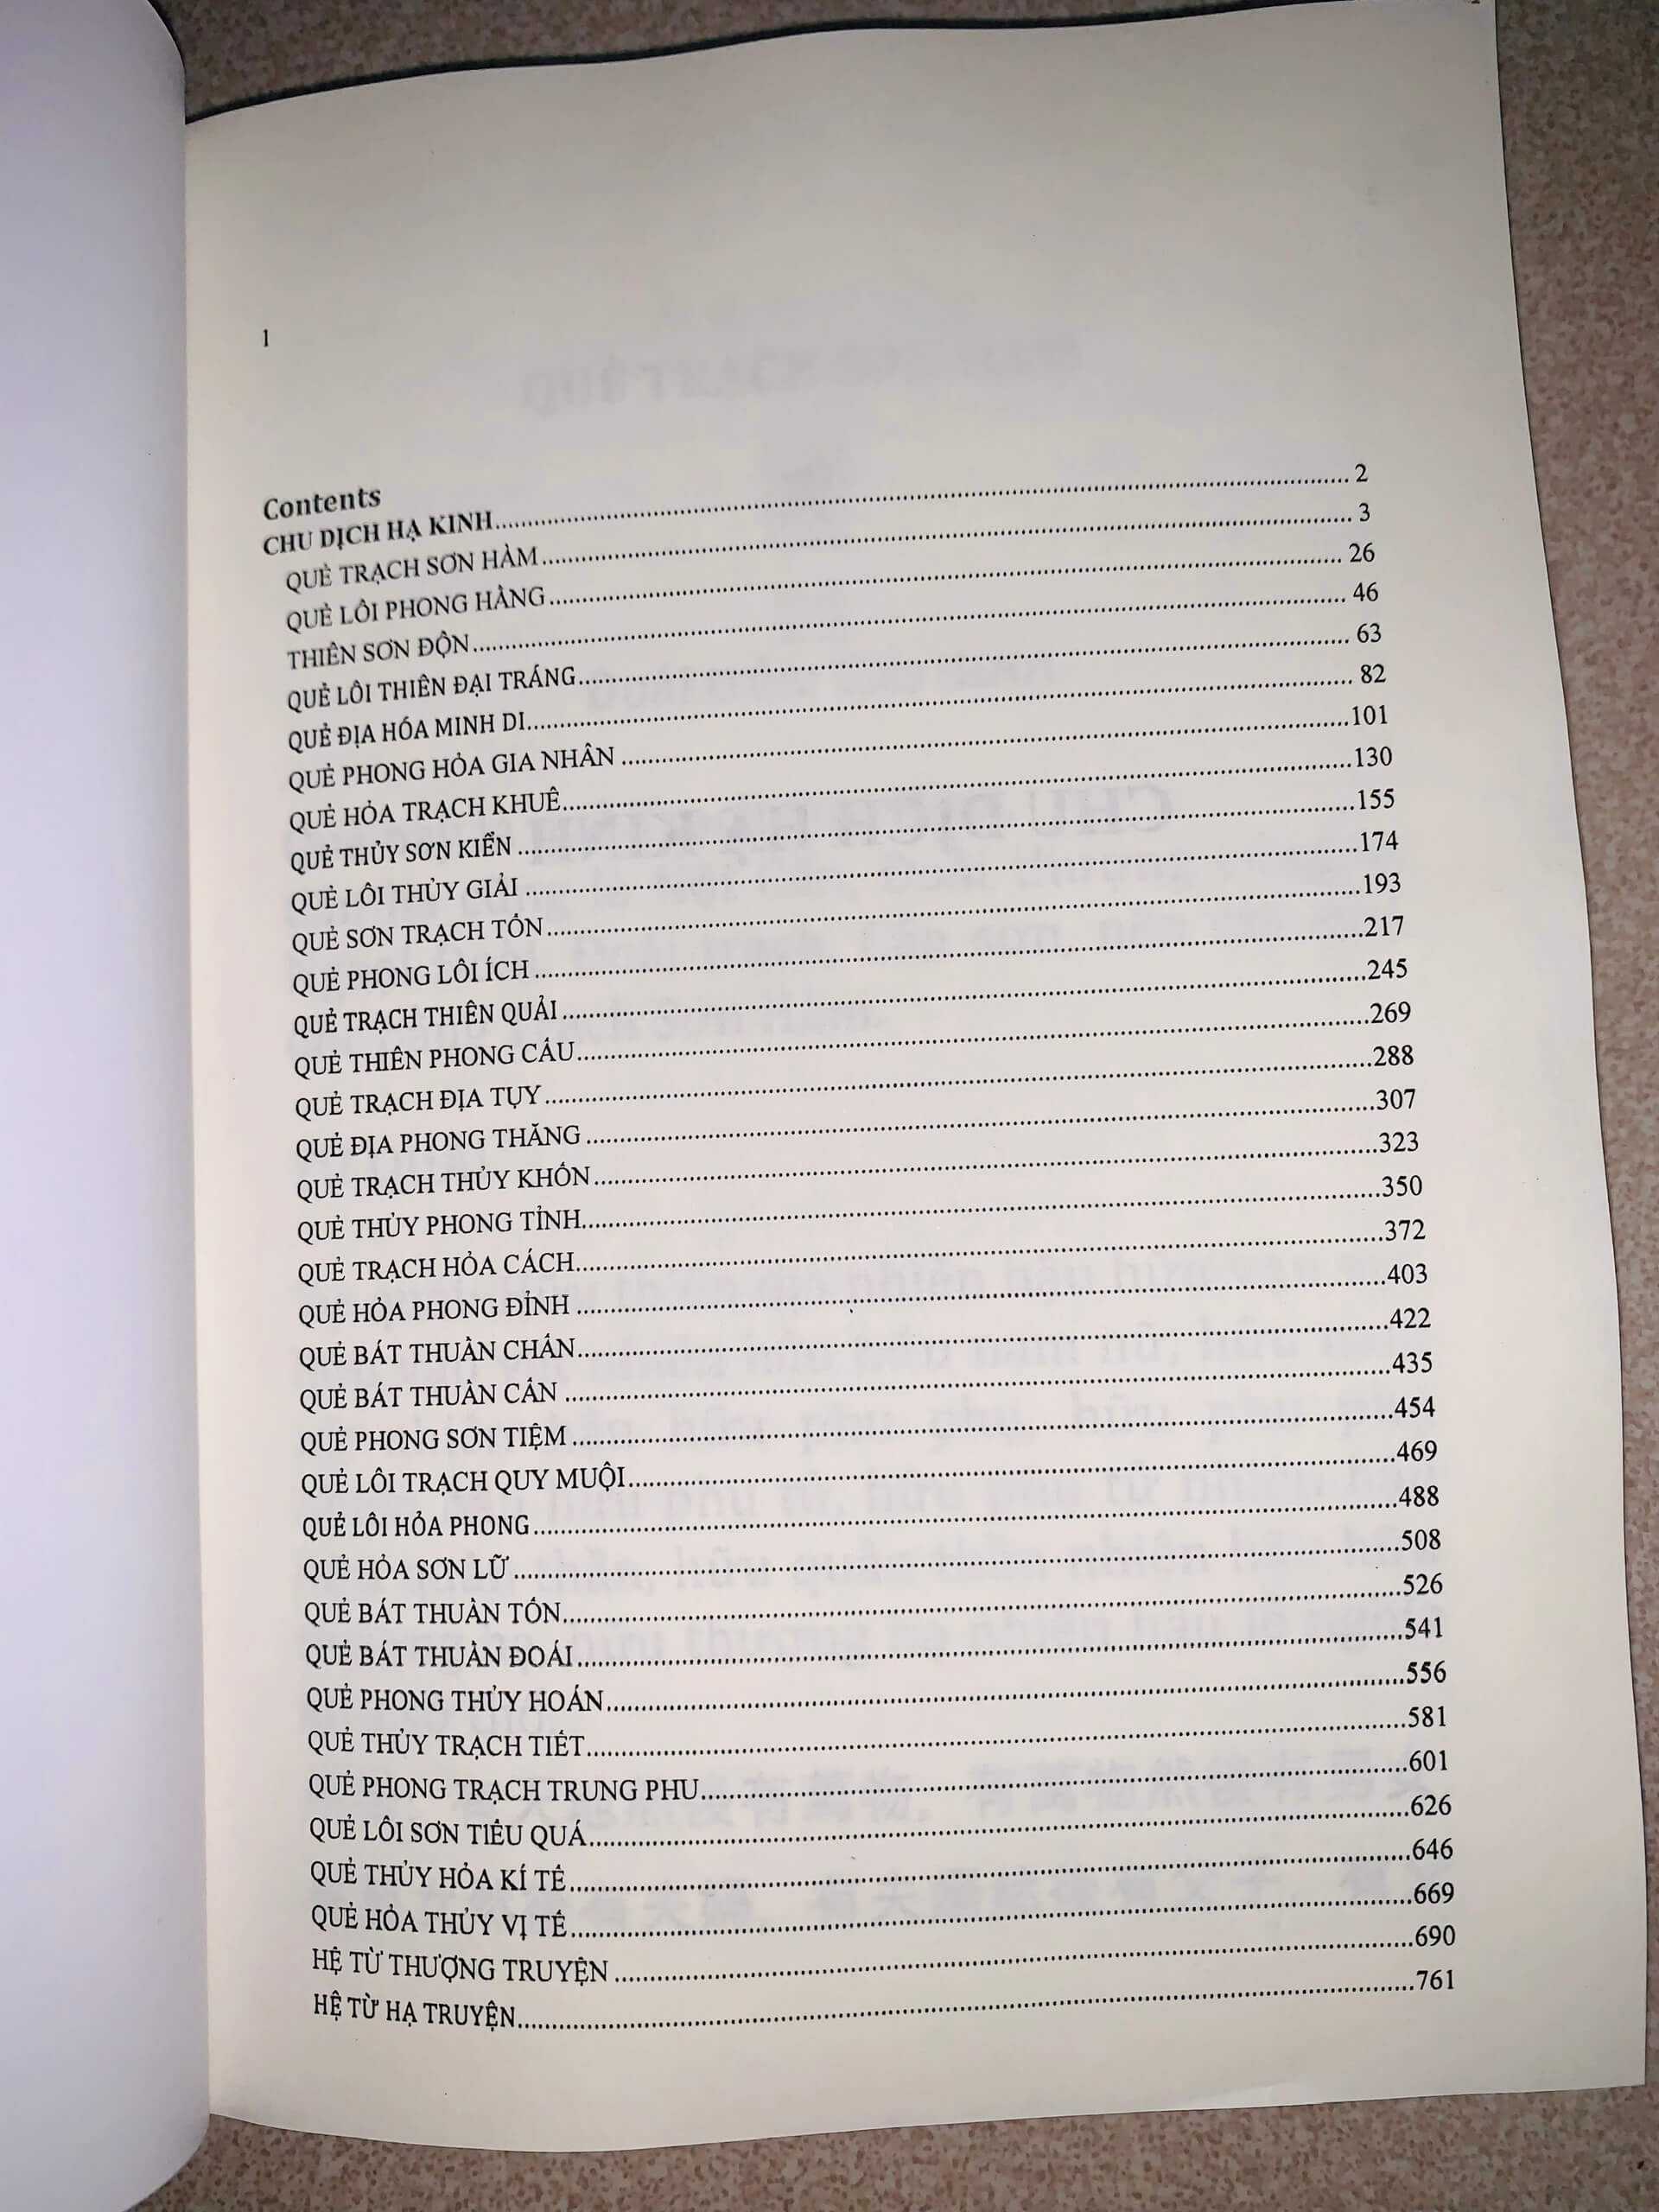 1
Contents
CHU DỊCH HẠ KINH........ 2
QUẺ TRẠCH SƠN HÀM........ 3
QUẺ LÔI PHONG HẰNG........ 26
THIÊN SƠN ĐỘN........ 46
QUẺ LÔI THIÊN ĐẠI TRÁNG........ 63
QUẺ ĐỊA HÓA MINH DI........ 82
QUẺ PHONG HỎA GIA NHÂN ........101
QUẺ HỎA TRẠCH KHUÊ........130
QUẺ THỦY SƠN KIỂN ........155
QUẺ LÔI THỦY GIẢI ........174
QUẺ SƠN TRẠCH TỔN........193
QUẺ PHONG LÔI ÍCH ........217
QUẺ TRẠCH THIÊN QUẢI ........245
QUẺ THIÊN PHONG CẤU........269
QUẺ TRẠCH ĐỊA TỤY ........288
QUẺ ĐỊA PHONG THĂNG ........307
QUẺ TRẠCH THỦY KHỐN........323
QUẺ THỦY PHONG TỈNH........350
QUẺ TRẠCH HỎA CÁCH........372
QUẺ HỎA PHONG ĐỈNH ........403
QUẺ BÁT THUẦN CHẤN........422
QUẺ BÁT THUẦN CẤN ........435
QUẺ PHONG SƠN TIỆM ........454
QUẺ LÔI TRẠCH QUY MUỘI........469
QUẺ LÔI HỎA PHONG........488
QUẺ HỎA SƠN LỮ ........508
QUẺ BÁT THUẦN TỐN........526
QUẺ BÁT THUẦN ĐOÁI........541
QUẺ PHONG THỦY HOÁN........556
QUẺ THỦY TRẠCH TIẾT........581
QUẺ PHONG TRẠCH TRUNG PHU........601
QUẺ LÔI SƠN TIỂU QUÁ........626
QUẺ THỦY HỎA KÍ TẾ........646
QUẺ HỎA THỦY VỊ TẾ........669
HỆ TỪ THƯỢNG TRUYỆN ........690
HỆ TỪ HẠ TRUYỆN........761